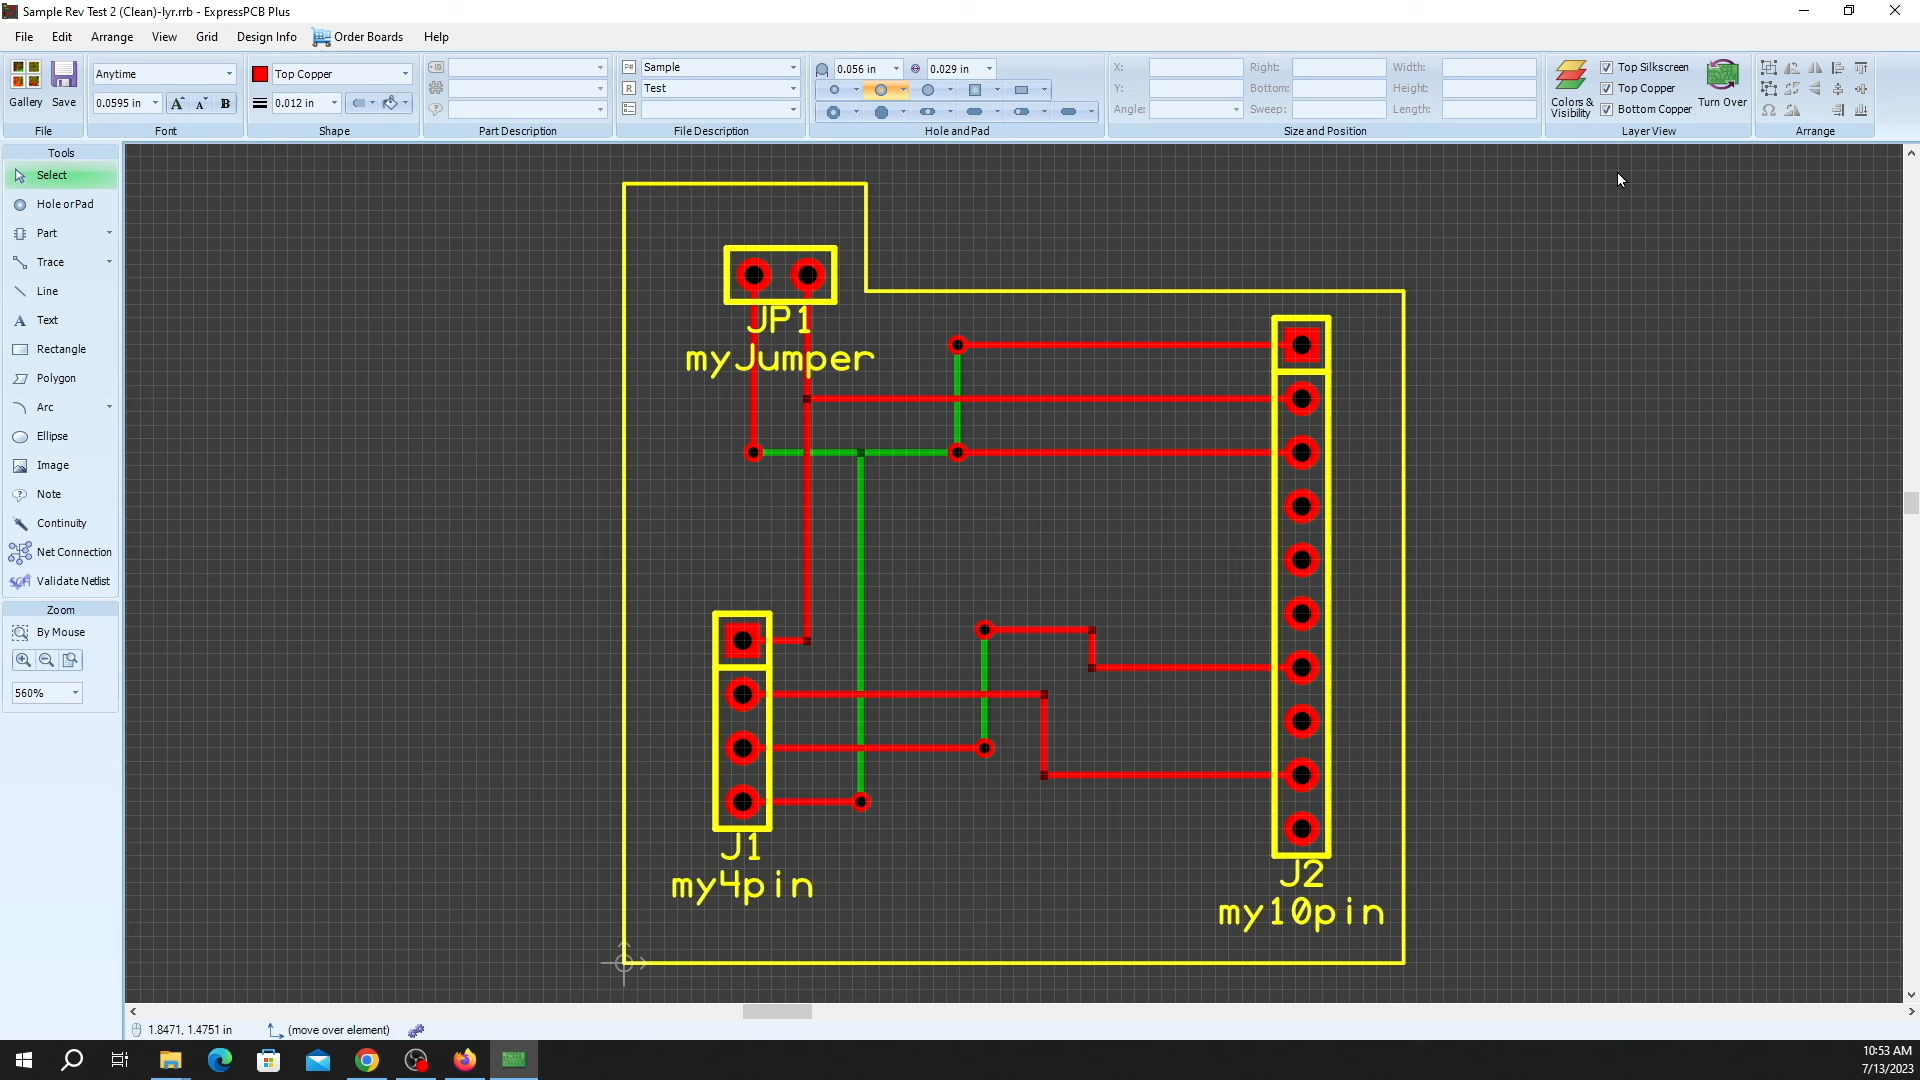 Sample Rev Test 2 (Clean)-lyr.rrb - ExpressPCB Plus
File Edit Arrange View Grid Design Info Order Boards Help
Gallery Save
File
Anytime
0.0595 in A A B
Font
Top Copper
0.012 in
Shape
Part Description
P# Sample
R Test
File Description
0.056 in 0.029 in
Hole and Pad
X: Right: Width:
Y: Bottom: Height:
Angle: Sweep: Length:
Size and Position
Colors & Visibility
Top Silkscreen
Top Copper
Bottom Copper
Turn Over
Layer View
Arrange
Tools
Select
Hole or Pad
Part
Trace
Line
A Text
Rectangle
Polygon
Arc
Ellipse
Image
Note
Continuity
Net Connection
Validate Netlist
Zoom
By Mouse
560%
JP1
myJumper
J1
my4pin
J2
my10pin
1.8471, 1.4751 in (move over element)
10:53 AM
7/13/2023